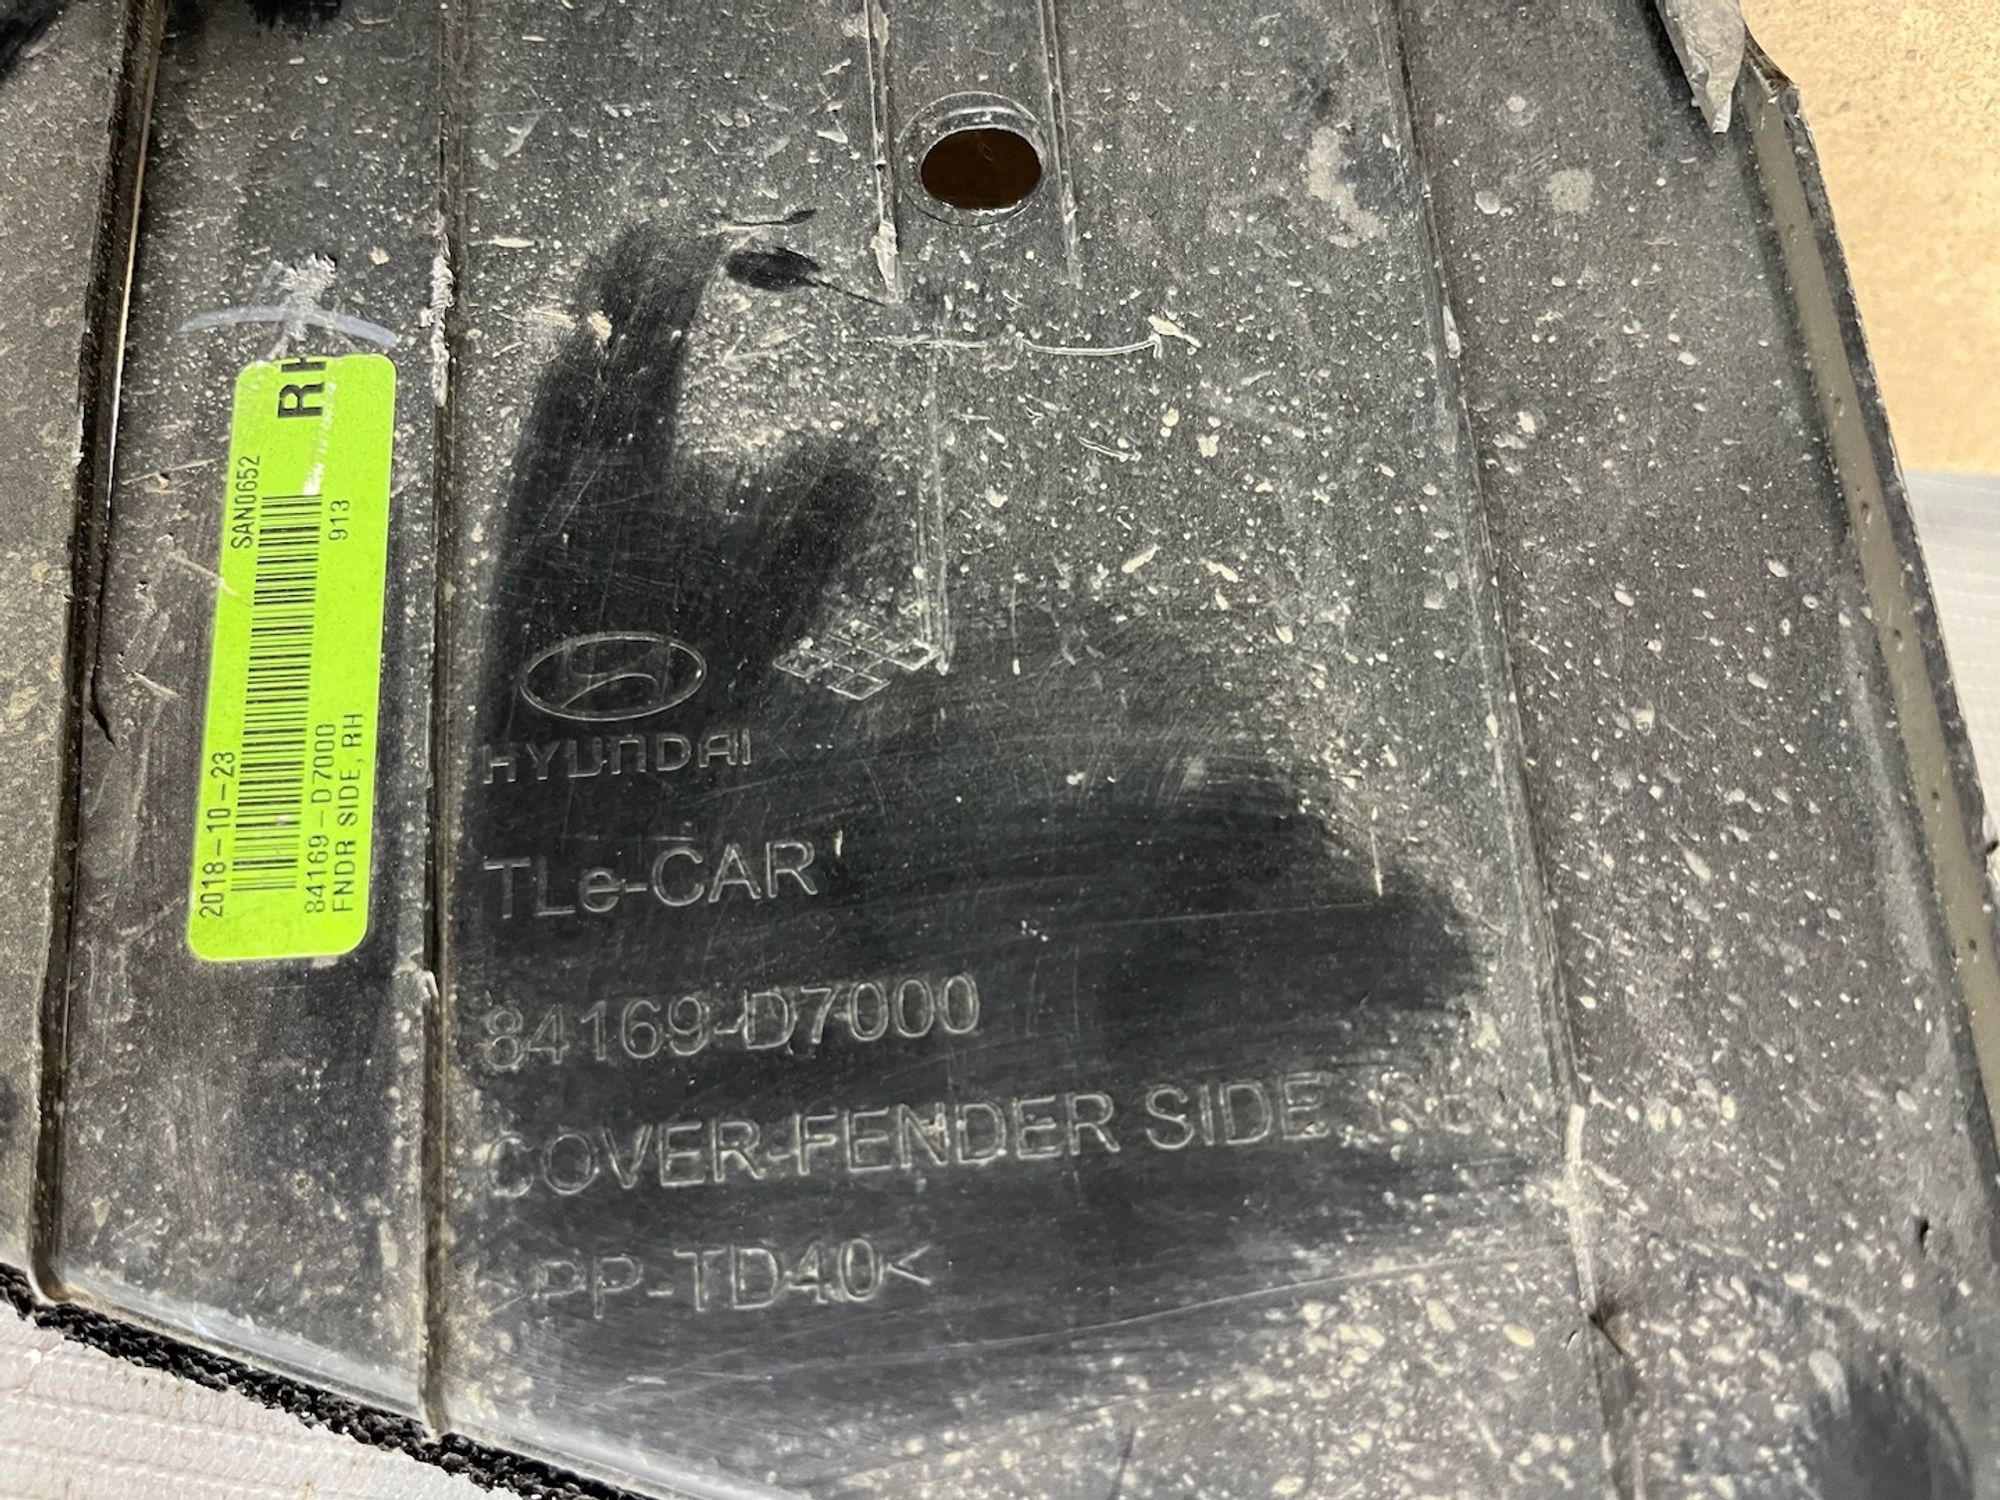 RH
SAN0652
913
2018-10-23
84169-D7000
FNDR SIDE, RH
HYUNDAI
TLe-CAR
84169-D7000
COVER-FENDER SIDE, RH
>PP-TD40<